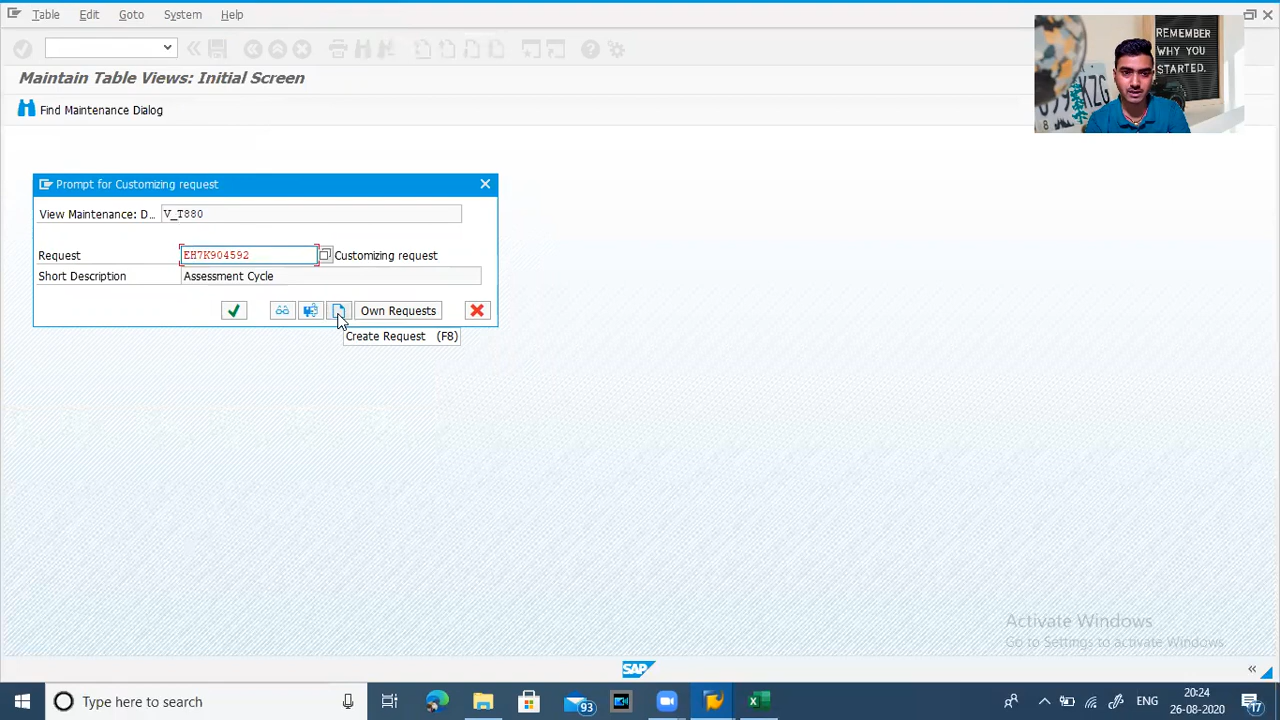 Table Edit Goto System Help
Maintain Table Views: Initial Screen
Find Maintenance Dialog
Prompt for Customizing request
View Maintenance: D... V_T880
Request EH7K904592 Customizing request
Short Description Assessment Cycle
Own Requests
Create Request (F8)
REMEMBER
WHY YOU
STARTED.
KZG
8
Activate Windows
Go to Settings to activate Windows.
SAP
Type here to search
93
ENG
20:24
26-08-2020
17